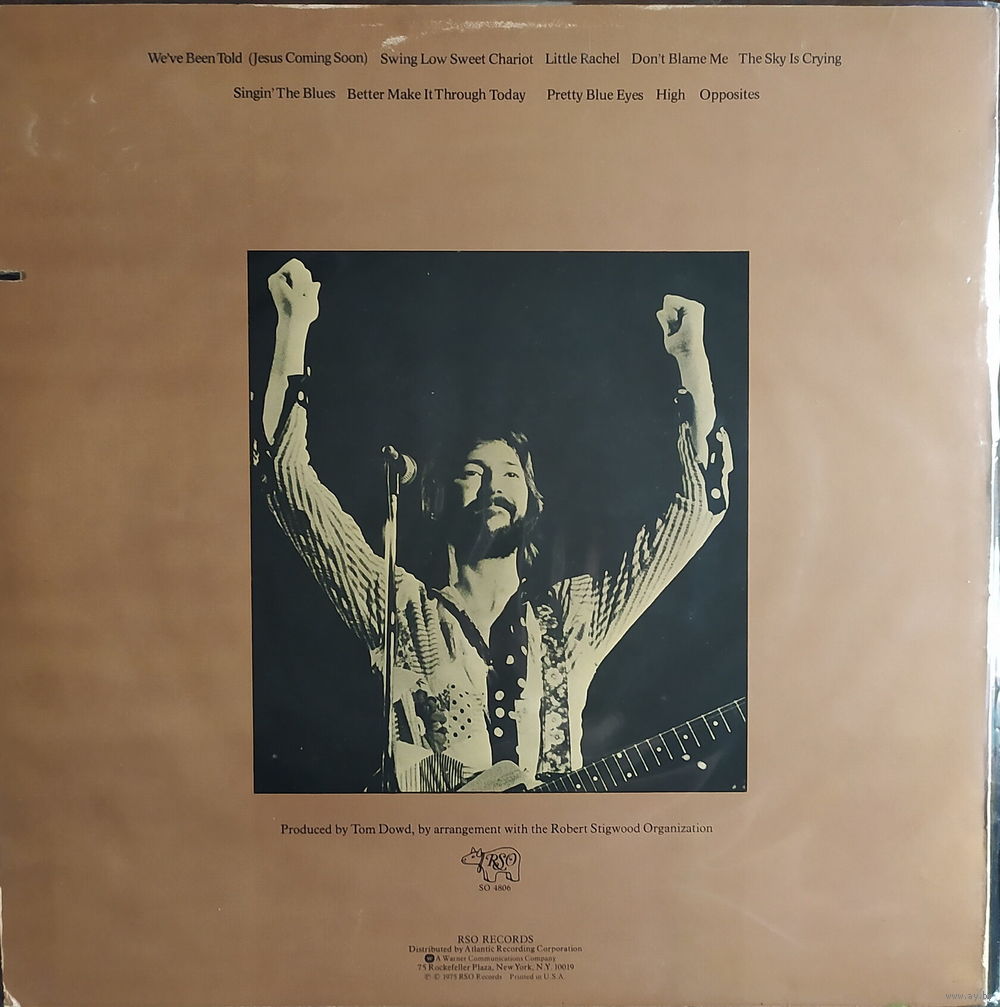 We've Been Told (Jesus Coming Soon) Swing Low Sweet Chariot Little Rachel Don't Blame Me The Sky Is Crying
Singin' The Blues Better Make It Through Today Pretty Blue Eyes High Opposites
Produced by Tom Dowd, by arrangement with the Robert Stigwood Organization
RSO
SO 4806
RSO RECORDS
Distributed by Atlantic Recording Corporation
A Warner Communications Company
75 Rockefeller Plaza, New York, N.Y. 10019
℗ © 1975 RSO Records Printed in U.S.A.